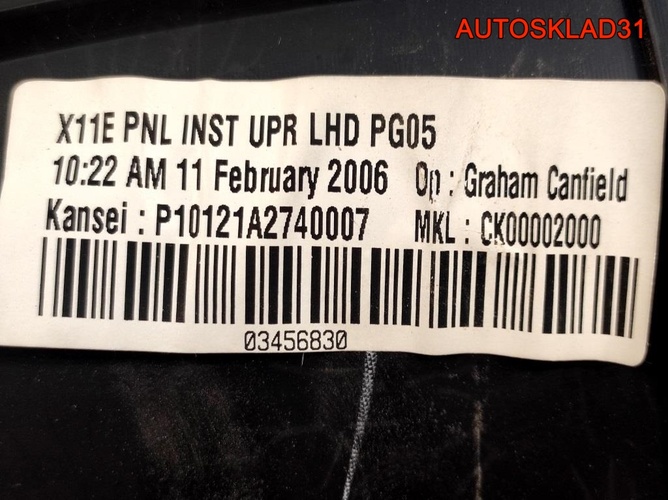 AUTOSKLAD31
X11E PNL INST UPR LHD PG05
10:22 AM 11 February 2006 Op : Graham Canfield
Kansei : P10121A2740007 MKL : CK00002000
03456830